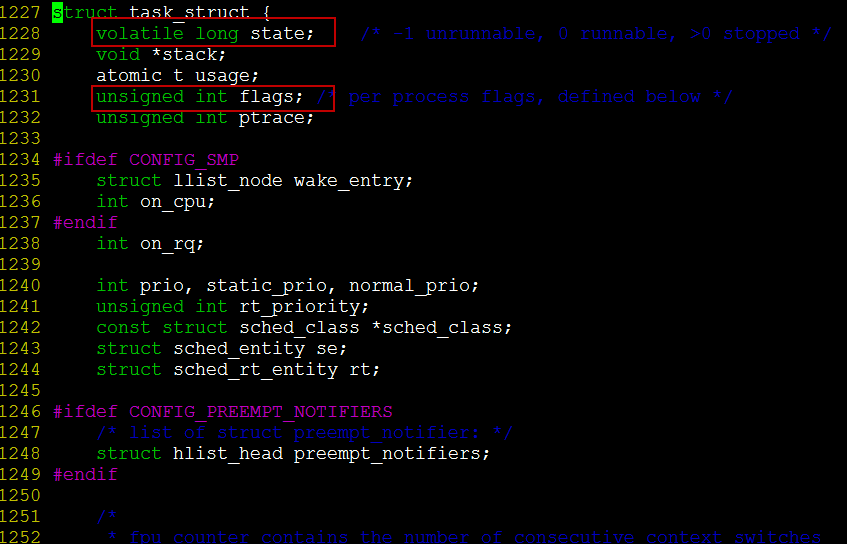 1227 struct task_struct {
1228     volatile long state;    /* -1 unrunnable, 0 runnable, >0 stopped */
1229     void *stack;
1230     atomic_t usage;
1231     unsigned int flags; /* per process flags, defined below */
1232     unsigned int ptrace;
1233
1234 #ifdef CONFIG_SMP
1235     struct llist_node wake_entry;
1236     int on_cpu;
1237 #endif
1238     int on_rq;
1239
1240     int prio, static_prio, normal_prio;
1241     unsigned int rt_priority;
1242     const struct sched_class *sched_class;
1243     struct sched_entity se;
1244     struct sched_rt_entity rt;
1245
1246 #ifdef CONFIG_PREEMPT_NOTIFIERS
1247     /* list of struct preempt_notifier: */
1248     struct hlist_head preempt_notifiers;
1249 #endif
1250
1251     /*
1252      * fpu_counter contains the number of consecutive context switches